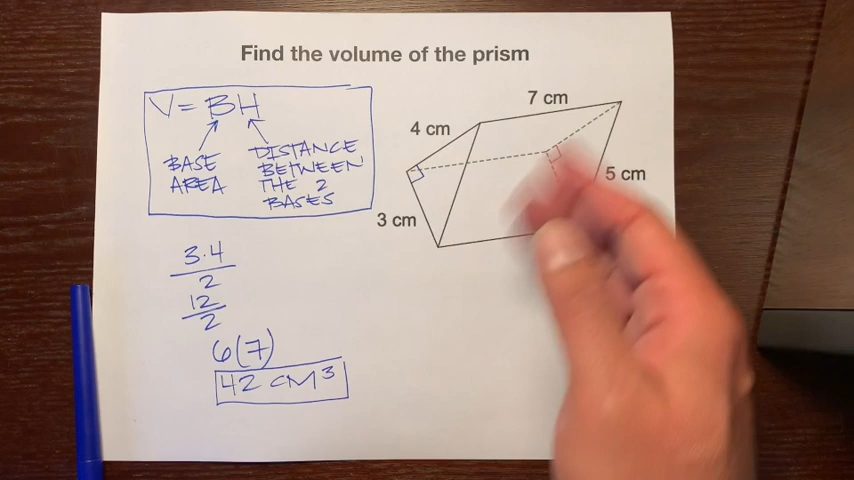 Find the volume of the prism
V = BH
BASE
AREA
DISTANCE
BETWEEN
THE 2
BASES
7 cm
4 cm
5 cm
3 cm
3·4
2
12
2
6(7)
42 CM³